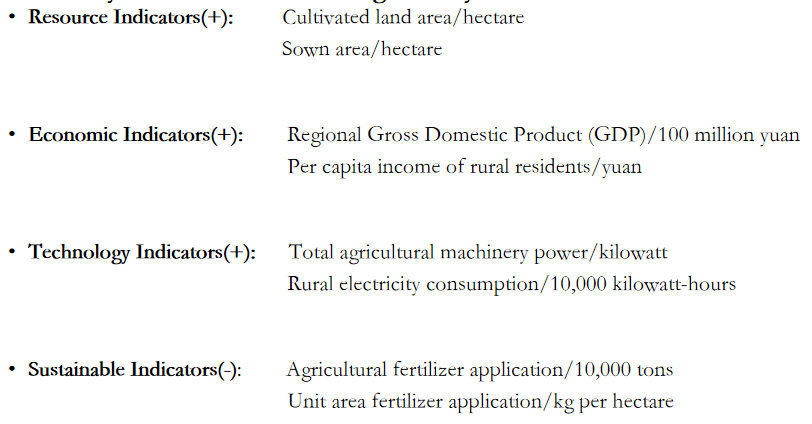 • Resource Indicators(+): Cultivated land area/hectare
Sown area/hectare
• Economic Indicators(+): Regional Gross Domestic Product (GDP)/100 million yuan
Per capita income of rural residents/yuan
• Technology Indicators(+): Total agricultural machinery power/kilowatt
Rural electricity consumption/10,000 kilowatt-hours
• Sustainable Indicators(-): Agricultural fertilizer application/10,000 tons
Unit area fertilizer application/kg per hectare